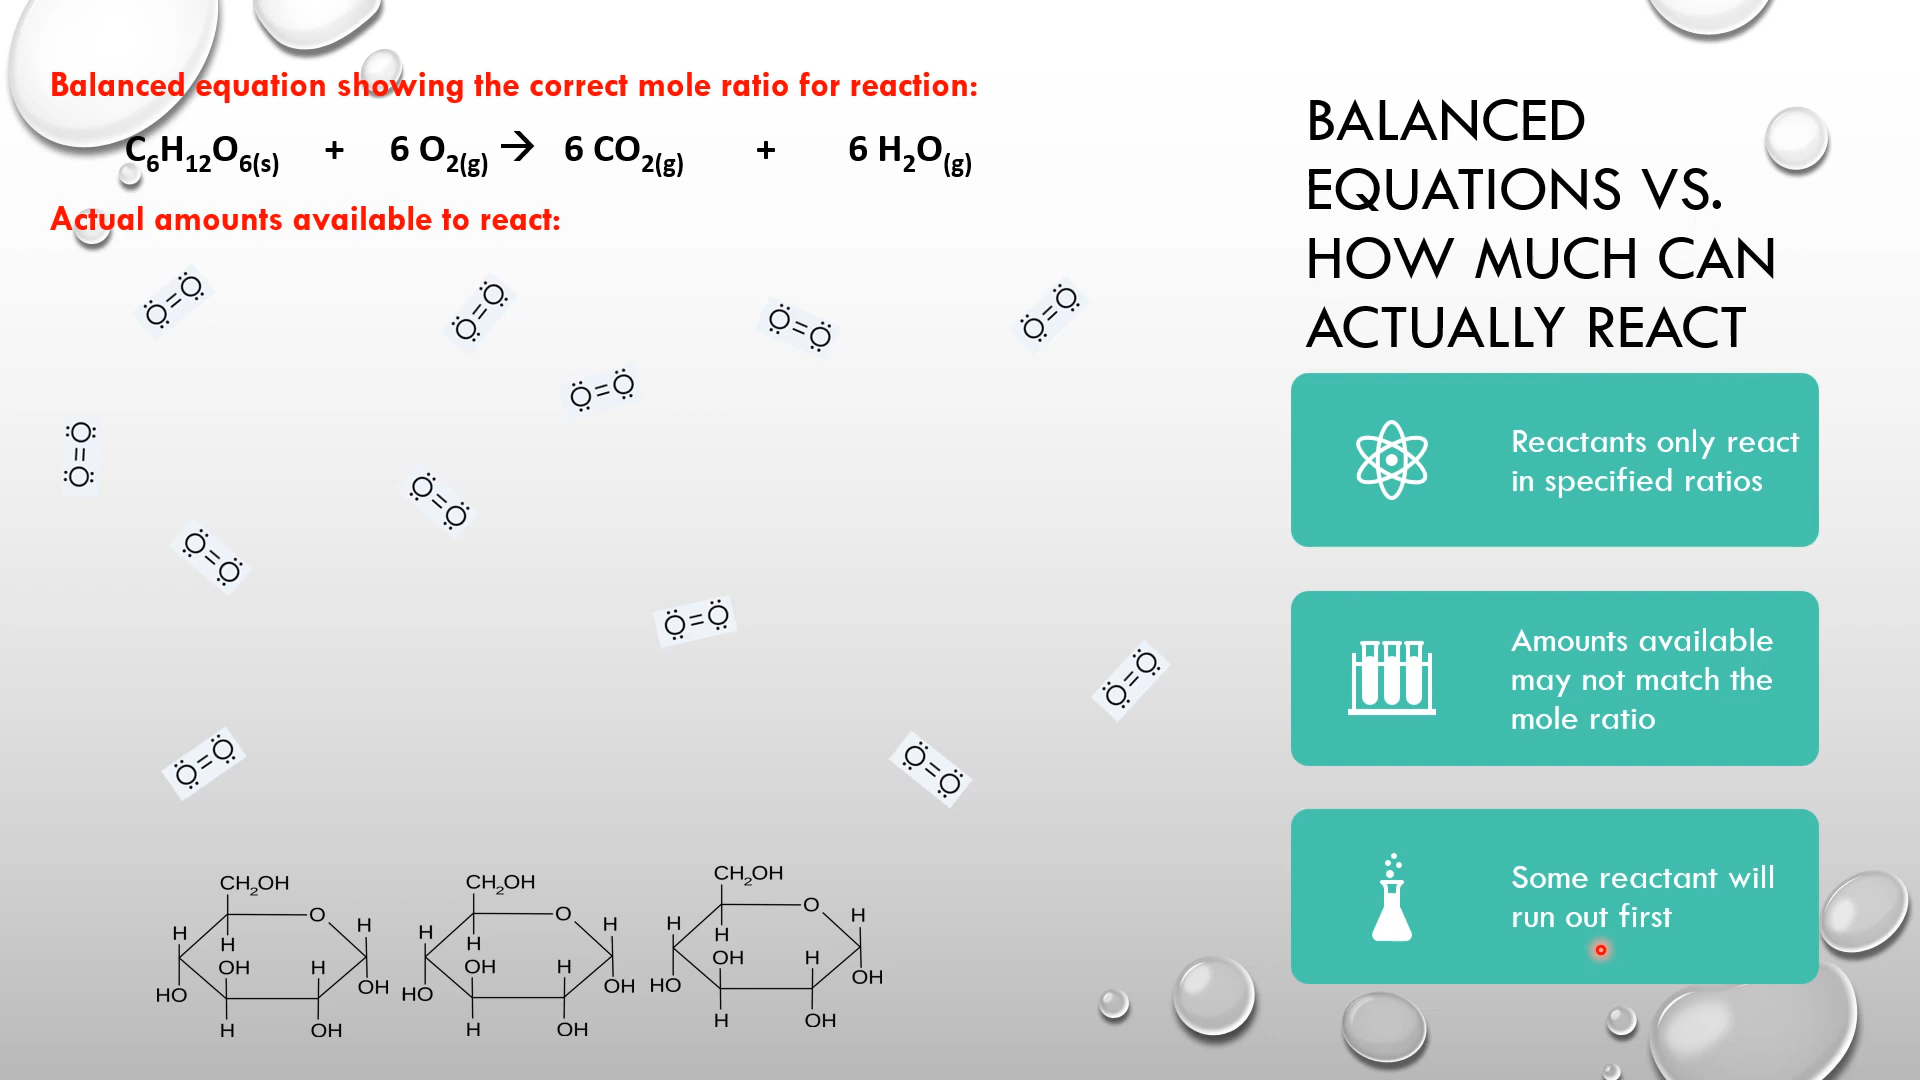 Balanced equation showing the correct mole ratio for reaction:
C₆H₁₂O₆₍ₛ₎ + 6 O₂(g) → 6 CO₂(g) + 6 H₂O(g)
Actual amounts available to react:
BALANCED
EQUATIONS VS.
HOW MUCH CAN
ACTUALLY REACT
Reactants only react
in specified ratios
Amounts available
may not match the
mole ratio
Some reactant will
run out first
O=O
O=O
O=O
O=O
O=O
O=O
O=O
O=O
O=O
O=O
O=O
O=O
CH₂OH
O
H
H
H
OH
H
HO
OH
H
OH
CH₂OH
O
H
H
H
OH
H
HO
OH
H
OH
CH₂OH
O
H
H
H
OH
H
HO
OH
H
OH